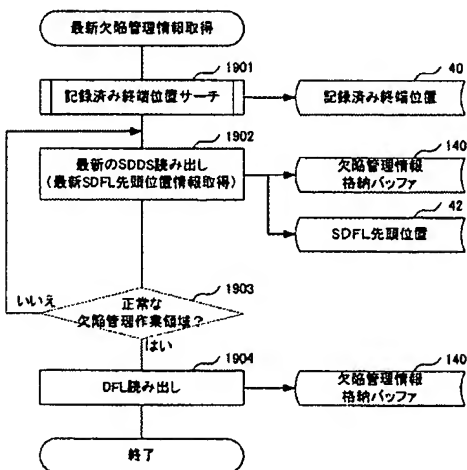 最新欠陥管理情報取得
1901
記録済み終端位置サーチ
40
記録済み終端位置
1902
最新のSDDS読み出し
(最新SDFL先頭位置情報取得)
140
欠陥管理情報
格納バッファ
42
SDFL先頭位置
いいえ
1903
正常な
欠陥管理作業領域?
はい
1904
DFL読み出し
140
欠陥管理情報
格納バッファ
終了